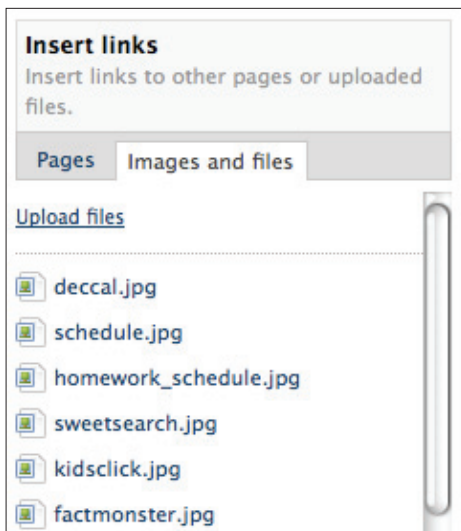 Insert links
Insert links to other pages or uploaded
files.
Pages
Images and files
Upload files
deccal.jpg
schedule.jpg
homework_schedule.jpg
sweetsearch.jpg
kidsclick.jpg
factmonster.jpg